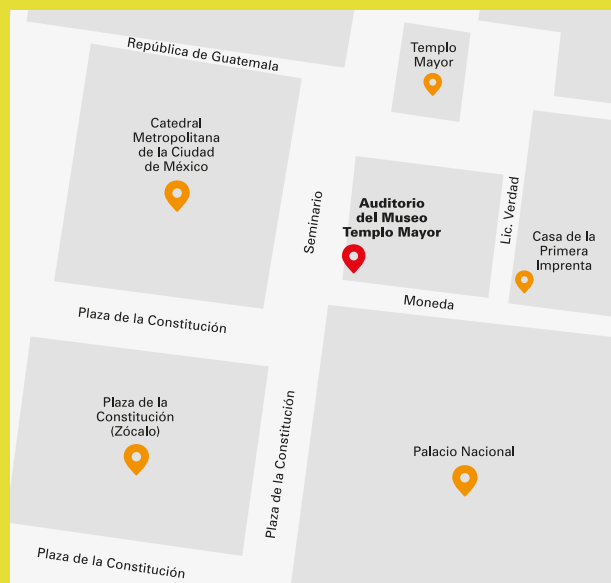 República de Guatemala
Templo
Mayor
Catedral
Metropolitana
de la Ciudad
de México
Seminario
Auditorio
del Museo
Templo Mayor
Lic. Verdad
Casa de la
Primera
Imprenta
Moneda
Plaza de la Constitución
Plaza de la
Constitución
(Zócalo)
Plaza de la Constitución
Palacio Nacional
Plaza de la Constitución